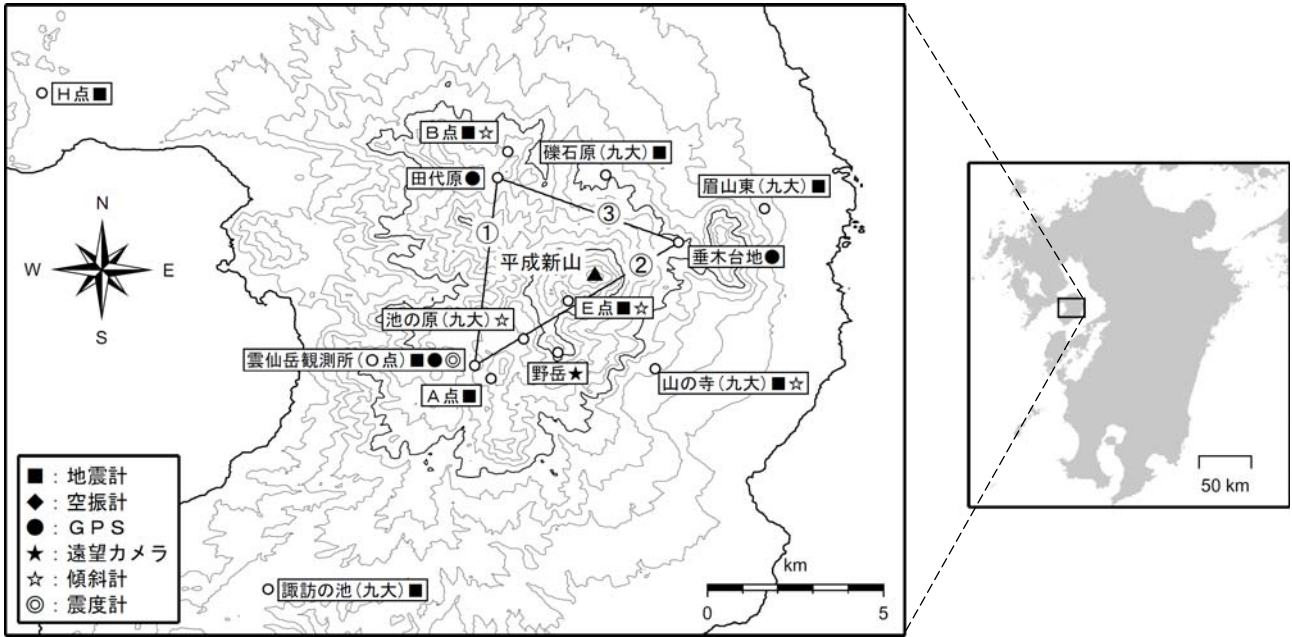 H点■
B点■☆
礫石原(九大)■
田代原●
眉山東(九大)■
N
W
E
S
①
③
②
平成新山
垂木台地●
E点■☆
池の原(九大)☆
雲仙岳観測所(O点)■●◎
野岳★
山の寺(九大)■☆
A点■
■:地震計
◆:空振計
●:GPS
★:遠望カメラ
☆:傾斜計
◎:震度計
諏訪の池(九大)■
km
0
5
50 km